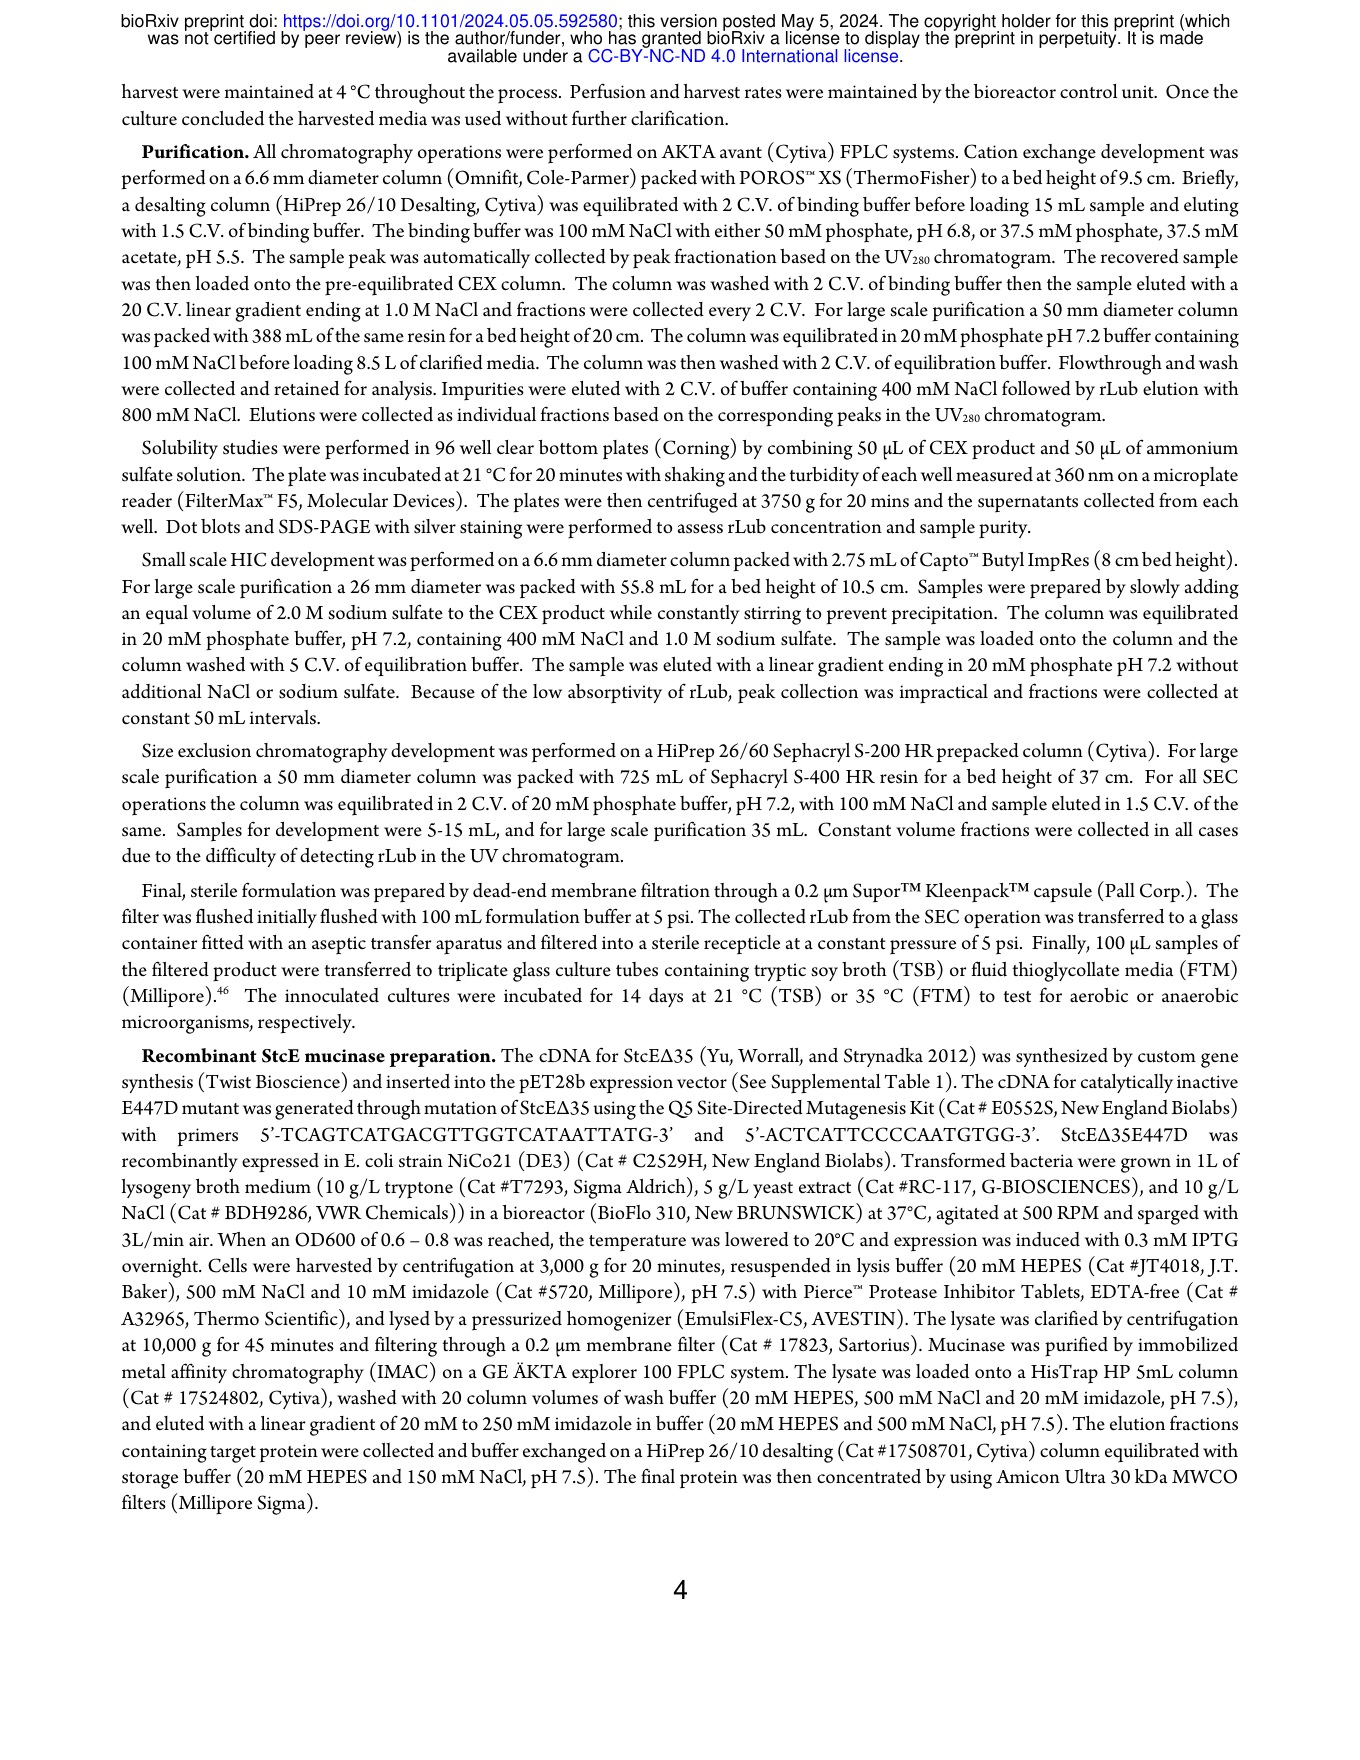 bioRxiv preprint doi: https://doi.org/10.1101/2024.05.05.592580; this version posted May 5, 2024. The copyright holder for this preprint (which
was not certified by peer review) is the author/funder, who has granted bioRxiv a license to display the preprint in perpetuity. It is made
available under a CC-BY-NC-ND 4.0 International license.
harvest were maintained at 4 °C throughout the process. Perfusion and harvest rates were maintained by the bioreactor control unit. Once the
culture concluded the harvested media was used without further clarification.
Purification. All chromatography operations were performed on AKTA avant (Cytiva) FPLC systems. Cation exchange development was
performed on a 6.6 mm diameter column (Omnifit, Cole-Parmer) packed with POROS™ XS (ThermoFisher) to a bed height of 9.5 cm. Briefly,
a desalting column (HiPrep 26/10 Desalting, Cytiva) was equilibrated with 2 C.V. of binding buffer before loading 15 mL sample and eluting
with 1.5 C.V. of binding buffer. The binding buffer was 100 mM NaCl with either 50 mM phosphate, pH 6.8, or 37.5 mM phosphate, 37.5 mM
acetate, pH 5.5. The sample peak was automatically collected by peak fractionation based on the UV₂₈₀ chromatogram. The recovered sample
was then loaded onto the pre-equilibrated CEX column. The column was washed with 2 C.V. of binding buffer then the sample eluted with a
20 C.V. linear gradient ending at 1.0 M NaCl and fractions were collected every 2 C.V. For large scale purification a 50 mm diameter column
was packed with 388 mL of the same resin for a bed height of 20 cm. The column was equilibrated in 20 mM phosphate pH 7.2 buffer containing
100 mM NaCl before loading 8.5 L of clarified media. The column was then washed with 2 C.V. of equilibration buffer. Flowthrough and wash
were collected and retained for analysis. Impurities were eluted with 2 C.V. of buffer containing 400 mM NaCl followed by rLub elution with
800 mM NaCl. Elutions were collected as individual fractions based on the corresponding peaks in the UV₂₈₀ chromatogram.
Solubility studies were performed in 96 well clear bottom plates (Corning) by combining 50 µL of CEX product and 50 µL of ammonium
sulfate solution. The plate was incubated at 21 °C for 20 minutes with shaking and the turbidity of each well measured at 360 nm on a microplate
reader (FilterMax™ F5, Molecular Devices). The plates were then centrifuged at 3750 g for 20 mins and the supernatants collected from each
well. Dot blots and SDS-PAGE with silver staining were performed to assess rLub concentration and sample purity.
Small scale HIC development was performed on a 6.6 mm diameter column packed with 2.75 mL of Capto™ Butyl ImpRes (8 cm bed height).
For large scale purification a 26 mm diameter was packed with 55.8 mL for a bed height of 10.5 cm. Samples were prepared by slowly adding
an equal volume of 2.0 M sodium sulfate to the CEX product while constantly stirring to prevent precipitation. The column was equilibrated
in 20 mM phosphate buffer, pH 7.2, containing 400 mM NaCl and 1.0 M sodium sulfate. The sample was loaded onto the column and the
column washed with 5 C.V. of equilibration buffer. The sample was eluted with a linear gradient ending in 20 mM phosphate pH 7.2 without
additional NaCl or sodium sulfate. Because of the low absorptivity of rLub, peak collection was impractical and fractions were collected at
constant 50 mL intervals.
Size exclusion chromatography development was performed on a HiPrep 26/60 Sephacryl S-200 HR prepacked column (Cytiva). For large
scale purification a 50 mm diameter column was packed with 725 mL of Sephacryl S-400 HR resin for a bed height of 37 cm. For all SEC
operations the column was equilibrated in 2 C.V. of 20 mM phosphate buffer, pH 7.2, with 100 mM NaCl and sample eluted in 1.5 C.V. of the
same. Samples for development were 5-15 mL, and for large scale purification 35 mL. Constant volume fractions were collected in all cases
due to the difficulty of detecting rLub in the UV chromatogram.
Final, sterile formulation was prepared by dead-end membrane filtration through a 0.2 µm Supor™ Kleenpack™ capsule (Pall Corp.). The
filter was flushed initially flushed with 100 mL formulation buffer at 5 psi. The collected rLub from the SEC operation was transferred to a glass
container fitted with an aseptic transfer apparatus and filtered into a sterile recepticle at a constant pressure of 5 psi. Finally, 100 µL samples of
the filtered product were transferred to triplicate glass culture tubes containing tryptic soy broth (TSB) or fluid thioglycollate media (FTM)
(Millipore).⁴⁶ The innoculated cultures were incubated for 14 days at 21 °C (TSB) or 35 °C (FTM) to test for aerobic or anaerobic
microorganisms, respectively.
Recombinant StcE mucinase preparation. The cDNA for StcEΔ35 (Yu, Worrall, and Strynadka 2012) was synthesized by custom gene
synthesis (Twist Bioscience) and inserted into the pET28b expression vector (See Supplemental Table 1). The cDNA for catalytically inactive
E447D mutant was generated through mutation of StcEΔ35 using the Q5 Site-Directed Mutagenesis Kit (Cat # E0552S, New England Biolabs)
with primers 5’-TCAGTCATGACGTTGGTCATAATTATG-3’ and 5’-ACTCATTCCCCAATGTGG-3’. StcEΔ35E447D was
recombinantly expressed in E. coli strain NiCo21 (DE3) (Cat # C2529H, New England Biolabs). Transformed bacteria were grown in 1L of
lysogeny broth medium (10 g/L tryptone (Cat #T7293, Sigma Aldrich), 5 g/L yeast extract (Cat #RC-117, G-BIOSCIENCES), and 10 g/L
NaCl (Cat # BDH9286, VWR Chemicals)) in a bioreactor (BioFlo 310, New BRUNSWICK) at 37°C, agitated at 500 RPM and sparged with
3L/min air. When an OD600 of 0.6 – 0.8 was reached, the temperature was lowered to 20°C and expression was induced with 0.3 mM IPTG
overnight. Cells were harvested by centrifugation at 3,000 g for 20 minutes, resuspended in lysis buffer (20 mM HEPES (Cat #JT4018, J.T.
Baker), 500 mM NaCl and 10 mM imidazole (Cat #5720, Millipore), pH 7.5) with Pierce™ Protease Inhibitor Tablets, EDTA-free (Cat #
A32965, Thermo Scientific), and lysed by a pressurized homogenizer (EmulsiFlex-C5, AVESTIN). The lysate was clarified by centrifugation
at 10,000 g for 45 minutes and filtering through a 0.2 µm membrane filter (Cat # 17823, Sartorius). Mucinase was purified by immobilized
metal affinity chromatography (IMAC) on a GE ÄKTA explorer 100 FPLC system. The lysate was loaded onto a HisTrap HP 5mL column
(Cat # 17524802, Cytiva), washed with 20 column volumes of wash buffer (20 mM HEPES, 500 mM NaCl and 20 mM imidazole, pH 7.5),
and eluted with a linear gradient of 20 mM to 250 mM imidazole in buffer (20 mM HEPES and 500 mM NaCl, pH 7.5). The elution fractions
containing target protein were collected and buffer exchanged on a HiPrep 26/10 desalting (Cat #17508701, Cytiva) column equilibrated with
storage buffer (20 mM HEPES and 150 mM NaCl, pH 7.5). The final protein was then concentrated by using Amicon Ultra 30 kDa MWCO
filters (Millipore Sigma).
4